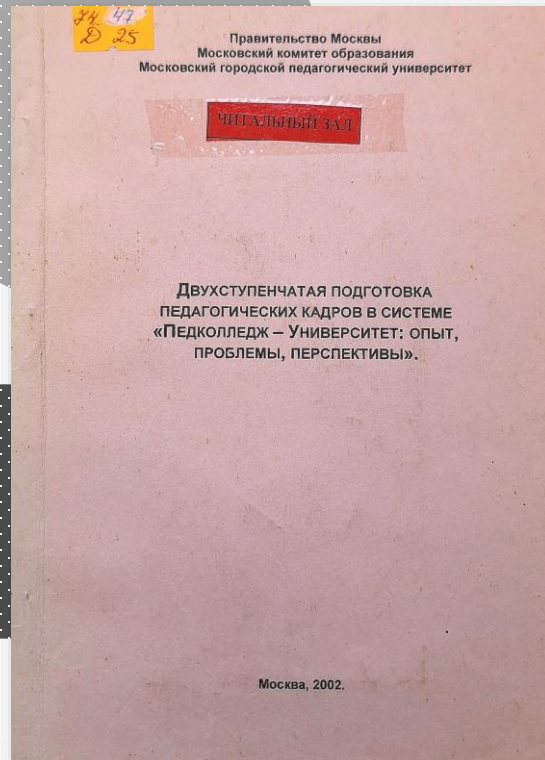 74. 47
Д 25
Правительство Москвы
Московский комитет образования
Московский городской педагогический университет
ЧИТАЛЬНЫЙ ЗАЛ
ДВУХСТУПЕНЧАТАЯ ПОДГОТОВКА
ПЕДАГОГИЧЕСКИХ КАДРОВ В СИСТЕМЕ
«ПЕДКОЛЛЕДЖ – УНИВЕРСИТЕТ: ОПЫТ,
ПРОБЛЕМЫ, ПЕРСПЕКТИВЫ».
Москва, 2002.